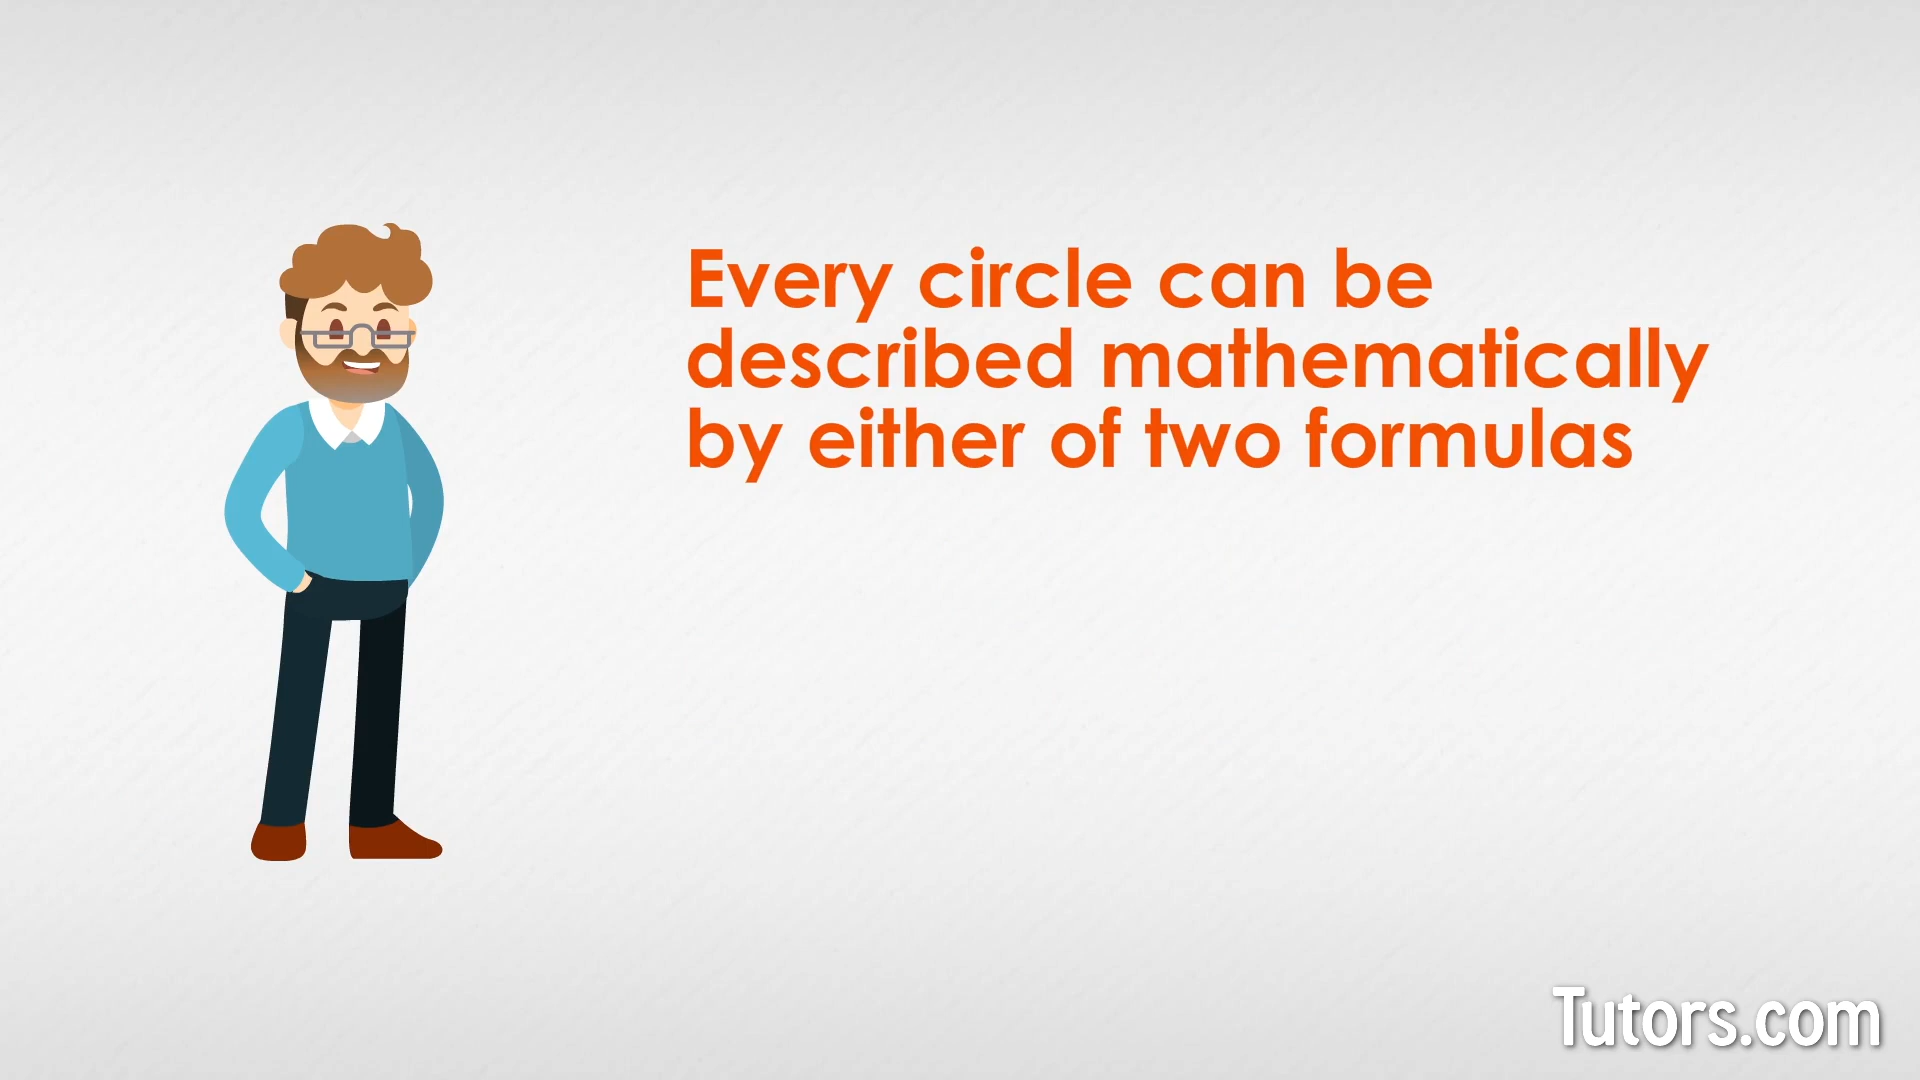 Every circle can be
described mathematically
by either of two formulas
Tutors.com